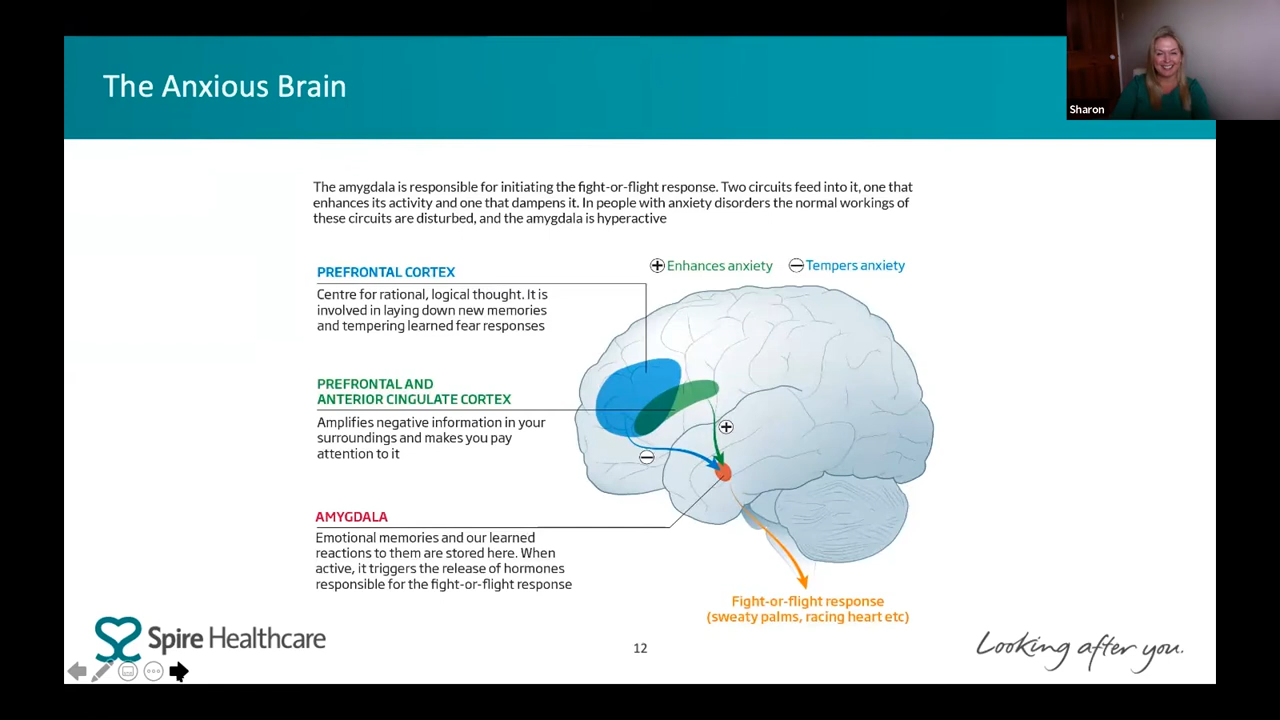 The Anxious Brain
Sharon
The amygdala is responsible for initiating the fight-or-flight response. Two circuits feed into it, one that
enhances its activity and one that dampens it. In people with anxiety disorders the normal workings of
these circuits are disturbed, and the amygdala is hyperactive
Enhances anxiety
Tempers anxiety
PREFRONTAL CORTEX
Centre for rational, logical thought. It is
involved in laying down new memories
and tempering learned fear responses
PREFRONTAL AND
ANTERIOR CINGULATE CORTEX
Amplifies negative information in your
surroundings and makes you pay
attention to it
AMYGDALA
Emotional memories and our learned
reactions to them are stored here. When
active, it triggers the release of hormones
responsible for the fight-or-flight response
Fight-or-flight response
(sweaty palms, racing heart etc)
Spire Healthcare
12
Looking after you.